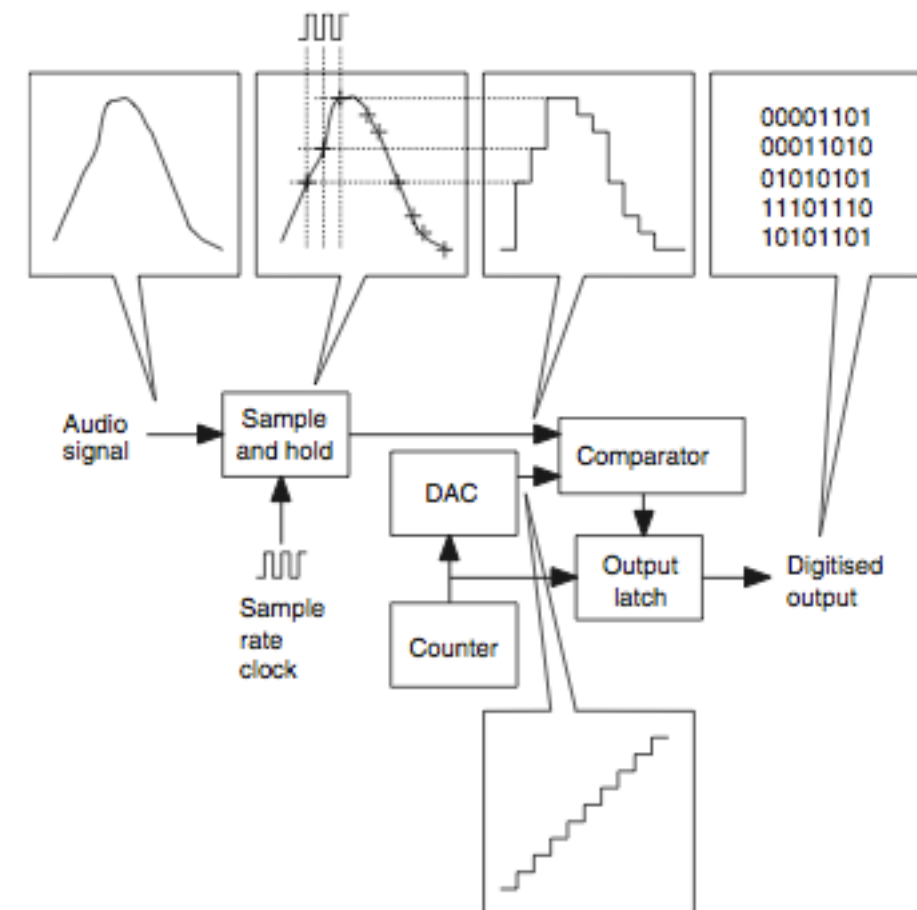 00001101
00011010
01010101
11101110
10101101
Audio
signal
Sample
and hold
Comparator
DAC
Output
latch
Digitised
output
Sample
rate
clock
Counter